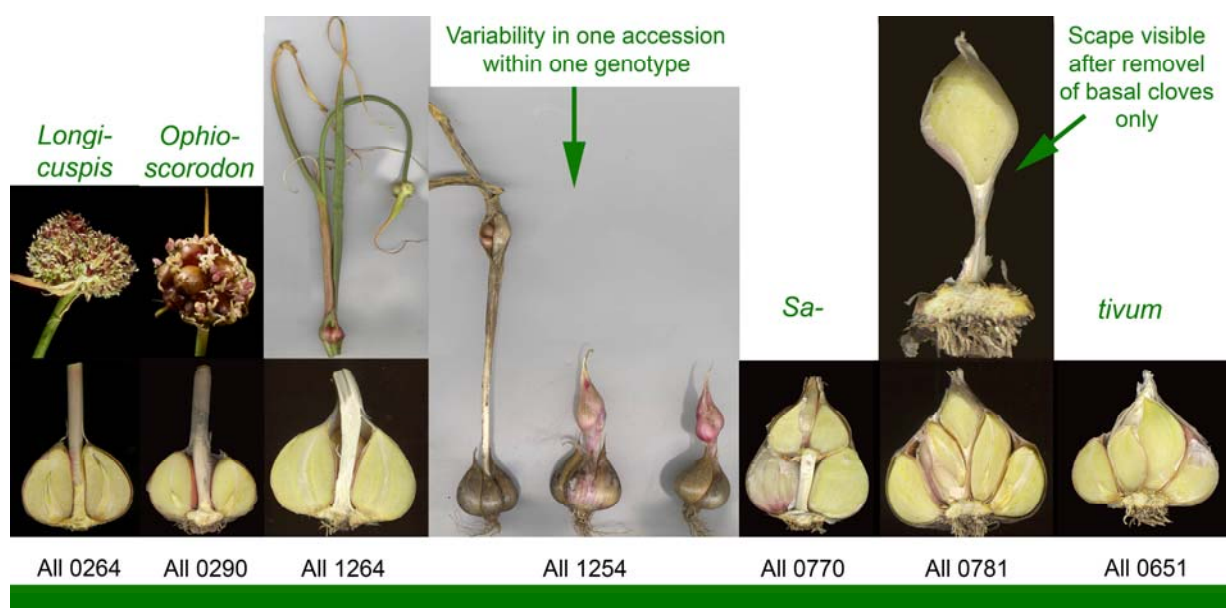 Longi-
cuspis
Ophio-
scorodon
Variability in one accession
within one genotype
Scape visible
after removel
of basal cloves
only
Sa-
tivum
All 0264
All 0290
All 1264
All 1254
All 0770
All 0781
All 0651